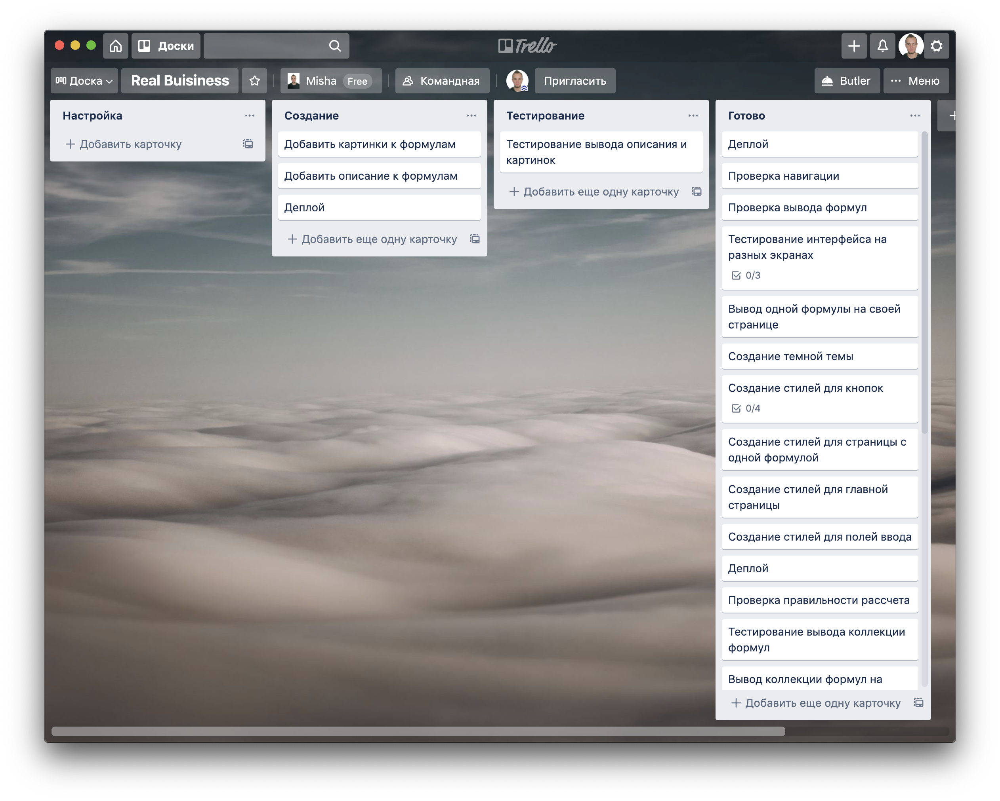 Доски
Trello
Доска
Real Buisiness
Misha Free
Командная
Пригласить
Butler
Меню
Настройка
Добавить карточку
Создание
Добавить картинки к формулам
Добавить описание к формулам
Деплой
Добавить еще одну карточку
Тестирование
Тестирование вывода описания и
картинок
Добавить еще одну карточку
Готово
Деплой
Проверка навигации
Проверка вывода формул
Тестирование интерфейса на
разных экранах
0/3
Вывод одной формулы на своей
странице
Создание темной темы
Создание стилей для кнопок
0/4
Создание стилей для страницы с
одной формулой
Создание стилей для главной
страницы
Создание стилей для полей ввода
Деплой
Проверка правильности рассчета
Тестирование вывода коллекции
формул
Вывод коллекции формул на
Добавить еще одну карточку